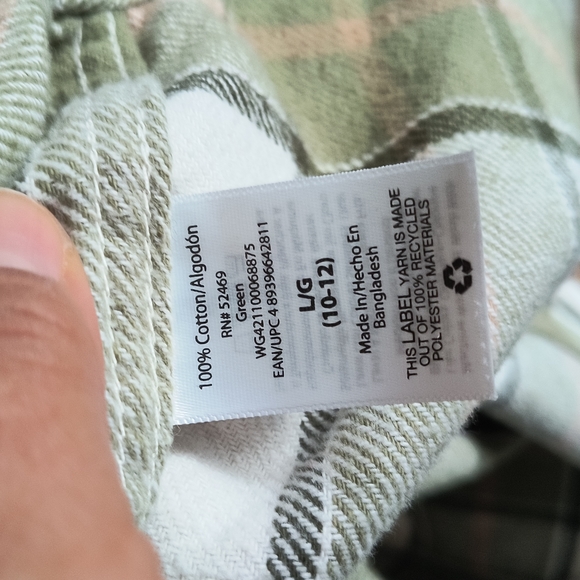 100% Cotton/Algodón
RN# 52469
Green
WG4211100068875
EAN/UPC 4 89396642811
L/G
(10-12)
Made In/Hecho En
Bangladesh
THIS LABEL YARN IS MADE
OUT OF 100% RECYCLED
POLYESTER MATERIALS